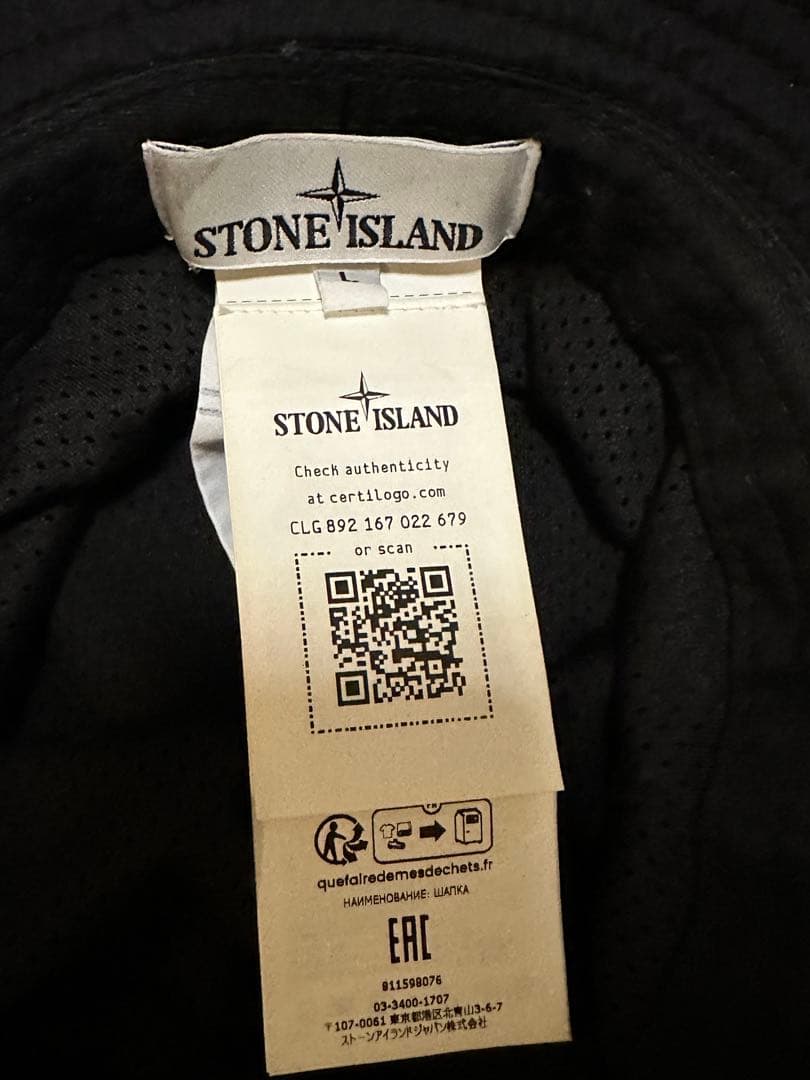 STONE ISLAND
L
STONE ISLAND
Check authenticity
at certilogo.com
CLG 892 167 022 679
or scan
FR
quefairedemesdechets.fr
НАИМЕНОВАНИЕ: ШАПКА
EAC
811598076
03-3400-1707
〒107-0061 東京都港区北青山3-6-7
ストーンアイランドジャパン株式会社